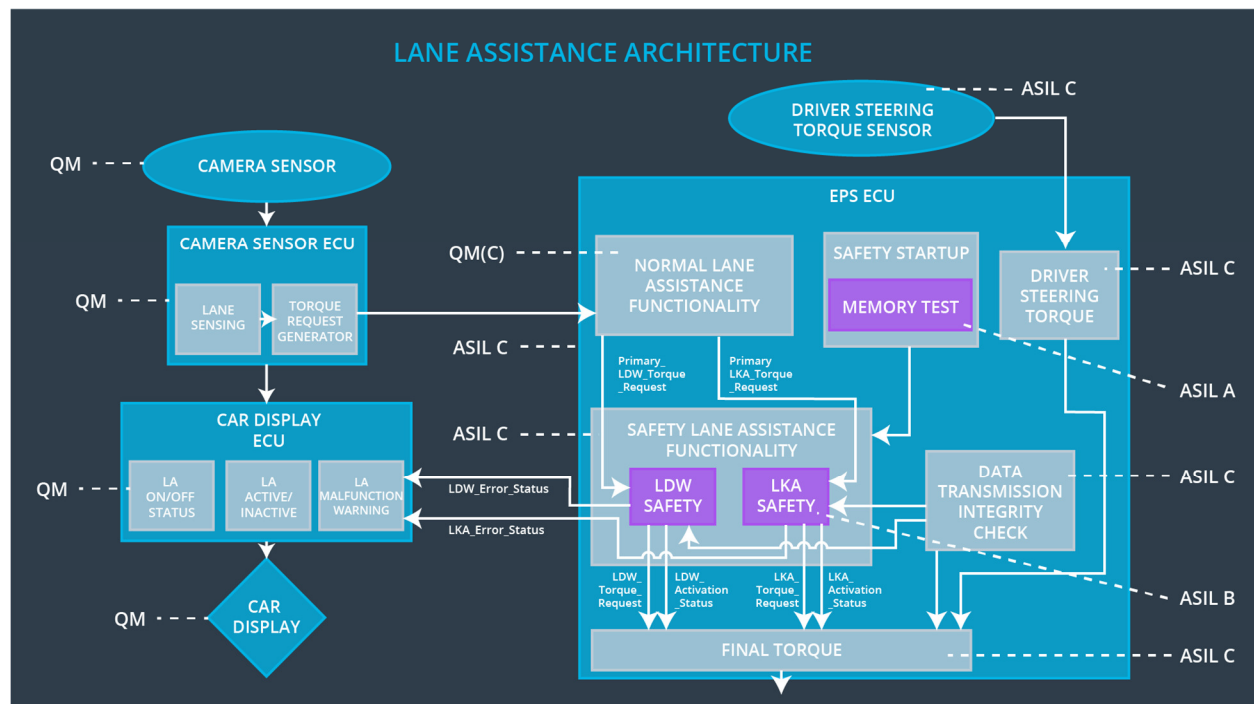 LANE ASSISTANCE ARCHITECTURE
ASIL C
DRIVER STEERING
TORQUE SENSOR
QM
CAMERA SENSOR
EPS ECU
CAMERA SENSOR ECU
QM(C)
NORMAL LANE
ASSISTANCE
FUNCTIONALITY
SAFETY STARTUP
MEMORY TEST
DRIVER
STEERING
TORQUE
ASIL C
QM
LANE
SENSING
TORQUE
REQUEST
GENERATOR
ASIL C
Primary_
LDW_Torque
_Request
Primary
LKA_Torque
_Request
ASIL A
CAR DISPLAY
ECU
ASIL C
SAFETY LANE ASSISTANCE
FUNCTIONALITY
QM
LA
ON/OFF
STATUS
LA
ACTIVE/
INACTIVE
LA
MALFUNCTION
WARNING
LDW_Error_Status
LKA_Error_Status
LDW
SAFETY
LKA
SAFETY
DATA
TRANSMISSION
INTEGRITY
CHECK
ASIL C
LDW_
Torque_
Request
LDW_
Activation
_Status
LKA_
Torque_
Request
LKA_
Activation
_Status
ASIL B
QM
CAR
DISPLAY
FINAL TORQUE
ASIL C